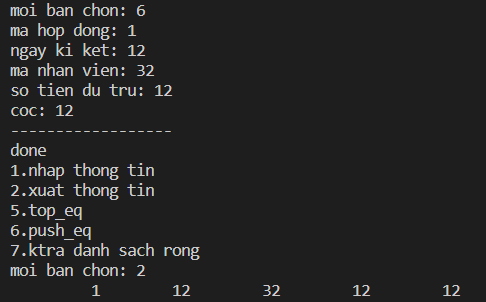 moi ban chon: 6
ma hop dong: 1
ngay ki ket: 12
ma nhan vien: 32
so tien du tru: 12
coc: 12
------------------
done
1.nhap thong tin
2.xuat thong tin
5.top_eq
6.push_eq
7.ktra danh sach rong
moi ban chon: 2
1 12 32 12 12